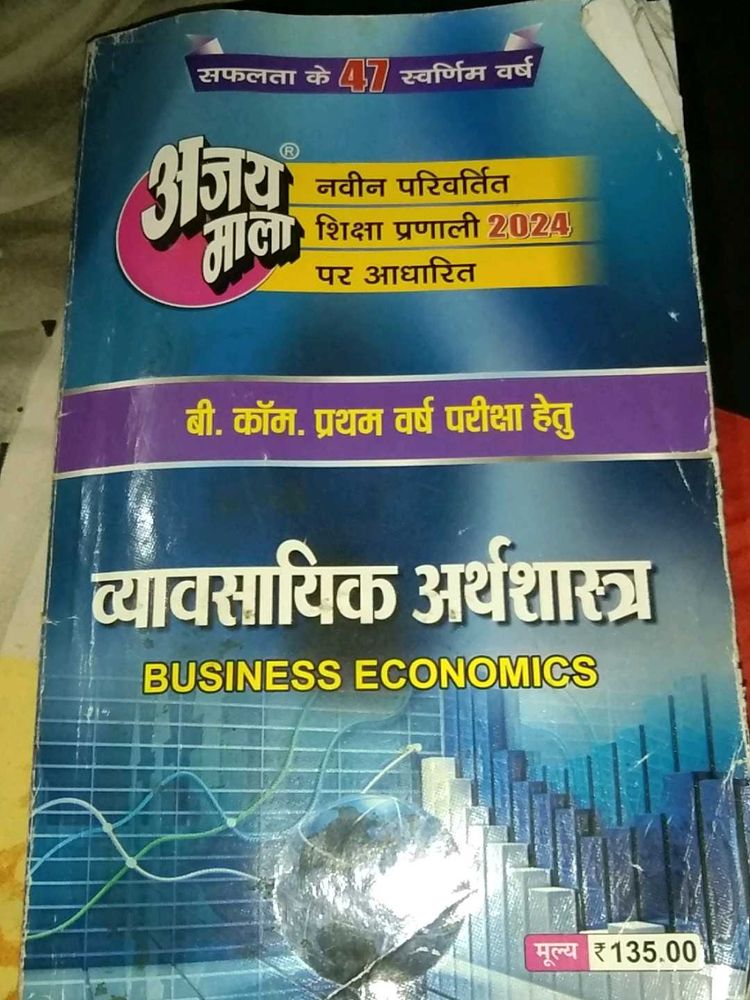 सफलता के 47 स्वर्णिम वर्ष
अजय ®
माला
नवीन परिवर्तित
शिक्षा प्रणाली 2024
पर आधारित
बी. कॉम. प्रथम वर्ष परीक्षा हेतु
व्यावसायिक अर्थशास्त्र
BUSINESS ECONOMICS
मूल्य ₹135.00